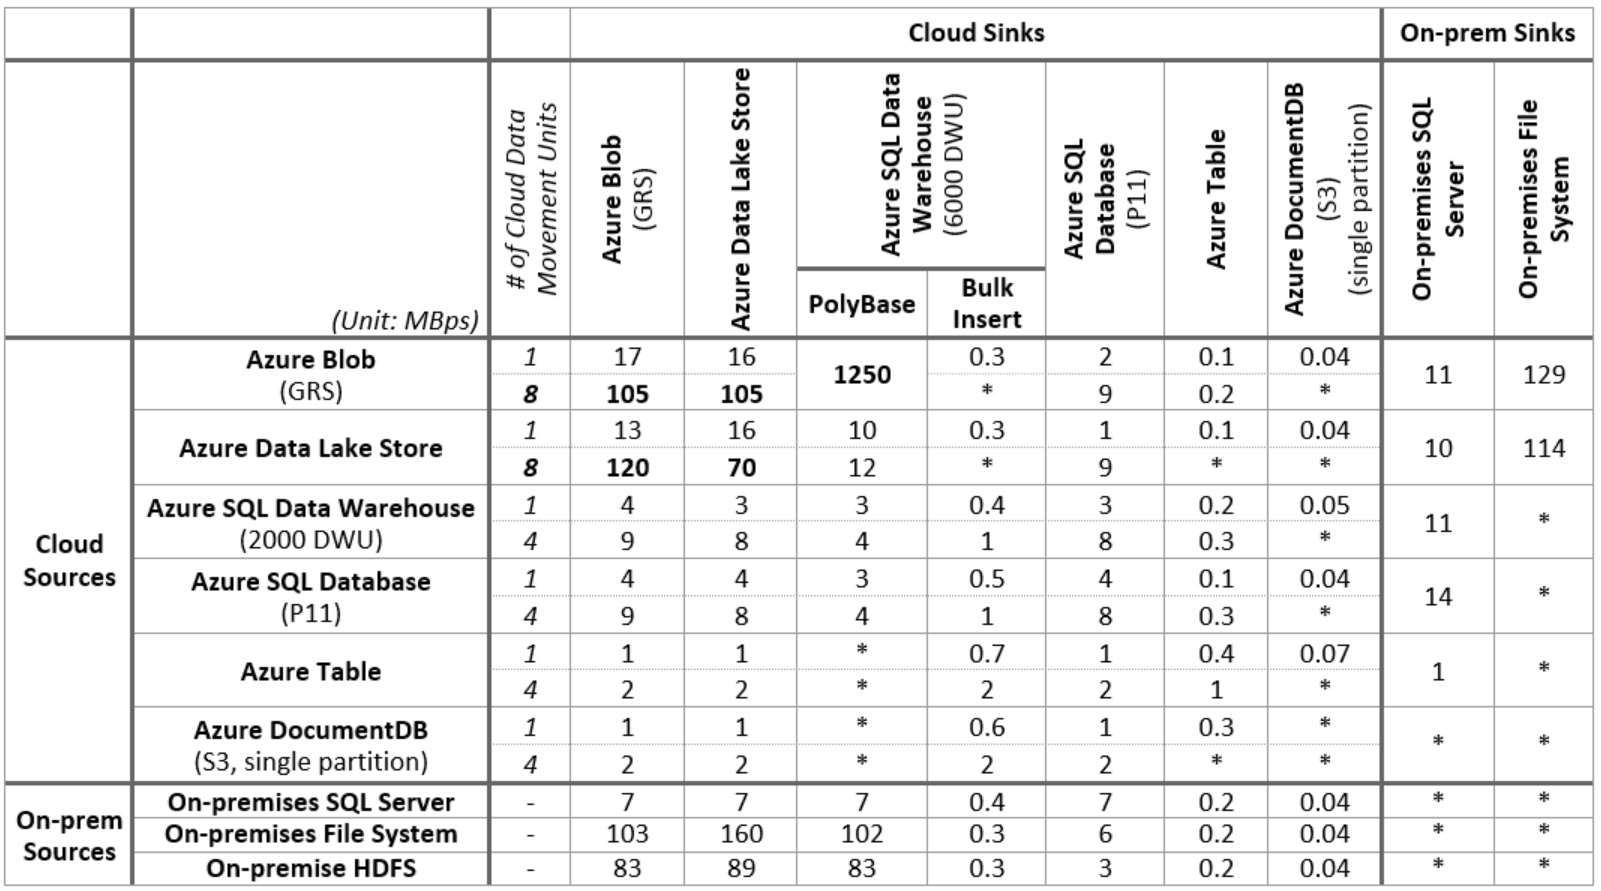 Cloud Sinks On-prem Sinks
(Unit: MBps)
# of Cloud Data
Movement Units
Azure Blob
(GRS)
Azure Data Lake Store
Azure SQL Data
Warehouse
(6000 DWU)
PolyBase
Bulk
Insert
Azure SQL
Database
(P11)
Azure Table
Azure DocumentDB
(S3)
(single partition)
On-premises SQL
Server
On-premises File
System
Cloud
Sources
Azure Blob
(GRS)
1 17 16 1250 0.3 2 0.1 0.04 11 129
8 105 105 * 9 0.2 *
Azure Data Lake Store
1 13 16 10 0.3 1 0.1 0.04 10 114
8 120 70 12 * 9 * *
Azure SQL Data Warehouse
(2000 DWU)
1 4 3 3 0.4 3 0.2 0.05 11 *
4 9 8 4 1 8 0.3 *
Azure SQL Database
(P11)
1 4 4 3 0.5 4 0.1 0.04 14 *
4 9 8 4 1 8 0.3 *
Azure Table
1 1 1 * 0.7 1 0.4 0.07 1 *
4 2 2 * 2 2 1 *
Azure DocumentDB
(S3, single partition)
1 1 1 * 0.6 1 0.3 * * *
4 2 2 * 2 2 * *
On-prem
Sources
On-premises SQL Server - 7 7 7 0.4 7 0.2 0.04 * *
On-premises File System - 103 160 102 0.3 6 0.2 0.04 * *
On-premise HDFS - 83 89 83 0.3 3 0.2 0.04 * *